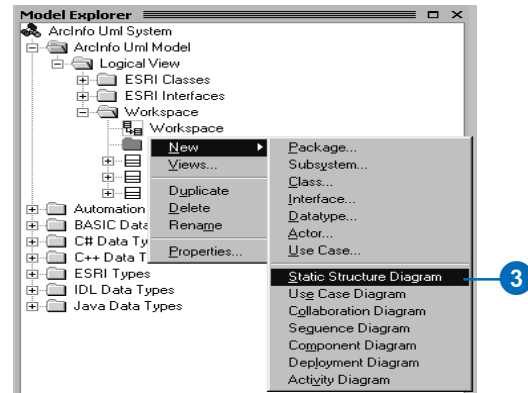 Model Explorer
ArcInfo Uml System
ArcInfo Uml Model
Logical View
ESRI Classes
ESRI Interfaces
Workspace
Workspace
Automation
BASIC Data
C# Data Ty
C++ Data T
ESRI Types
IDL Data Types
Java Data Types
New
Views...
Duplicate
Delete
Rename
Properties...
Package...
Subsystem...
Class...
Interface...
Datatype...
Actor...
Use Case...
Static Structure Diagram
Use Case Diagram
Collaboration Diagram
Sequence Diagram
Component Diagram
Deployment Diagram
Activity Diagram
3